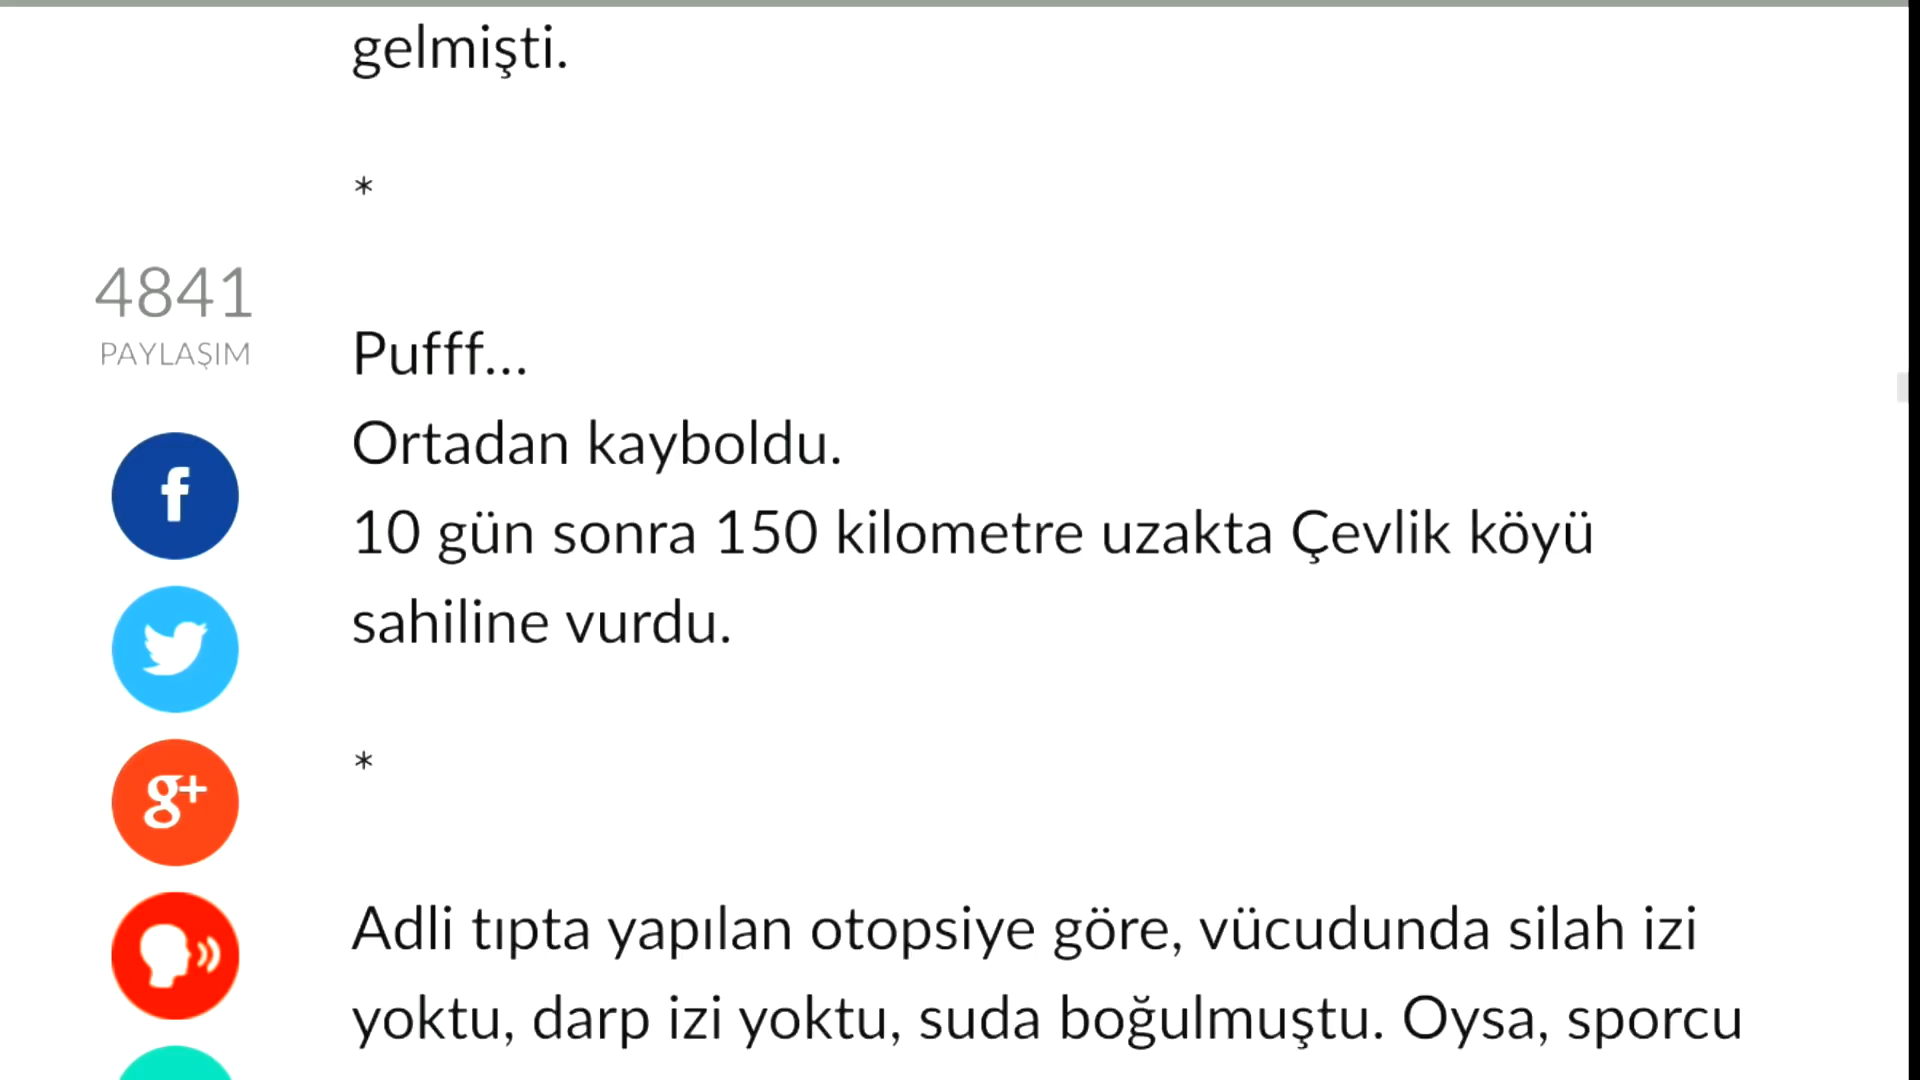 gelmişti.
*
4841
PAYLAŞIM
Pufff...
Ortadan kayboldu.
10 gün sonra 150 kilometre uzakta Çevlik köyü
sahiline vurdu.
*
Adli tıpta yapılan otopsiye göre, vücudunda silah izi
yoktu, darp izi yoktu, suda boğulmuştu. Oysa, sporcu
f
g+